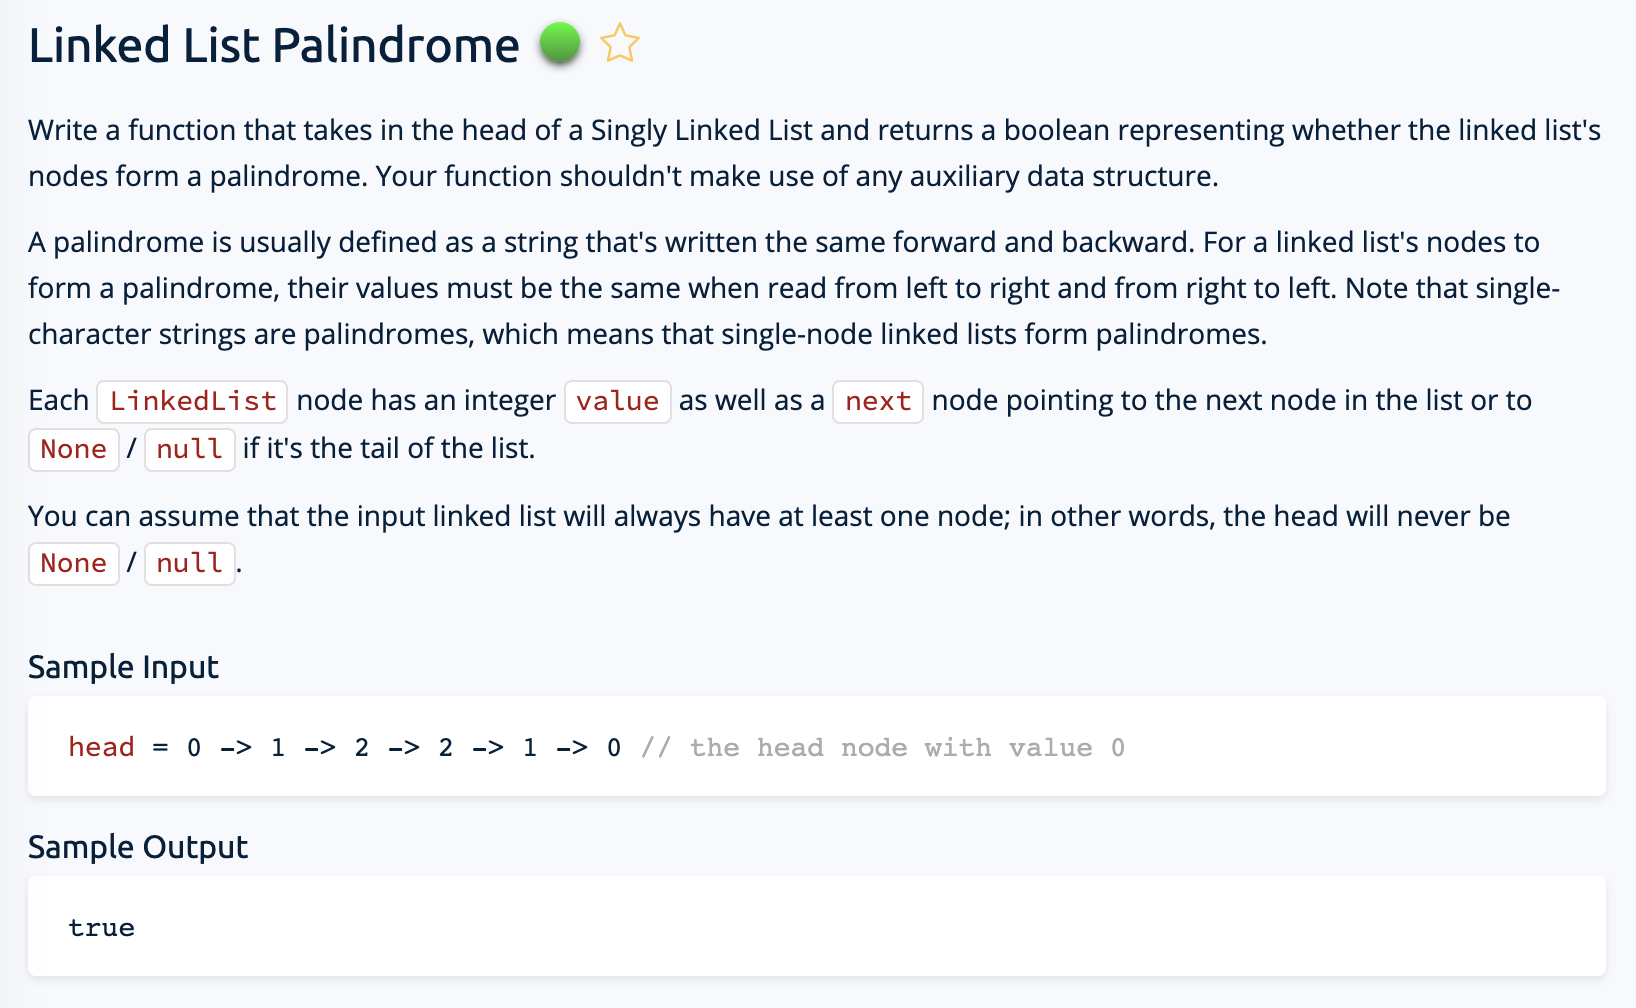 Linked List Palindrome
Write a function that takes in the head of a Singly Linked List and returns a boolean representing whether the linked list's
nodes form a palindrome. Your function shouldn't make use of any auxiliary data structure.
A palindrome is usually defined as a string that's written the same forward and backward. For a linked list's nodes to
form a palindrome, their values must be the same when read from left to right and from right to left. Note that single-
character strings are palindromes, which means that single-node linked lists form palindromes.
Each LinkedList node has an integer value as well as a next node pointing to the next node in the list or to
None / null if it's the tail of the list.
You can assume that the input linked list will always have at least one node; in other words, the head will never be
None / null.
Sample Input
head = 0 -> 1 -> 2 -> 2 -> 1 -> 0 // the head node with value 0
Sample Output
true